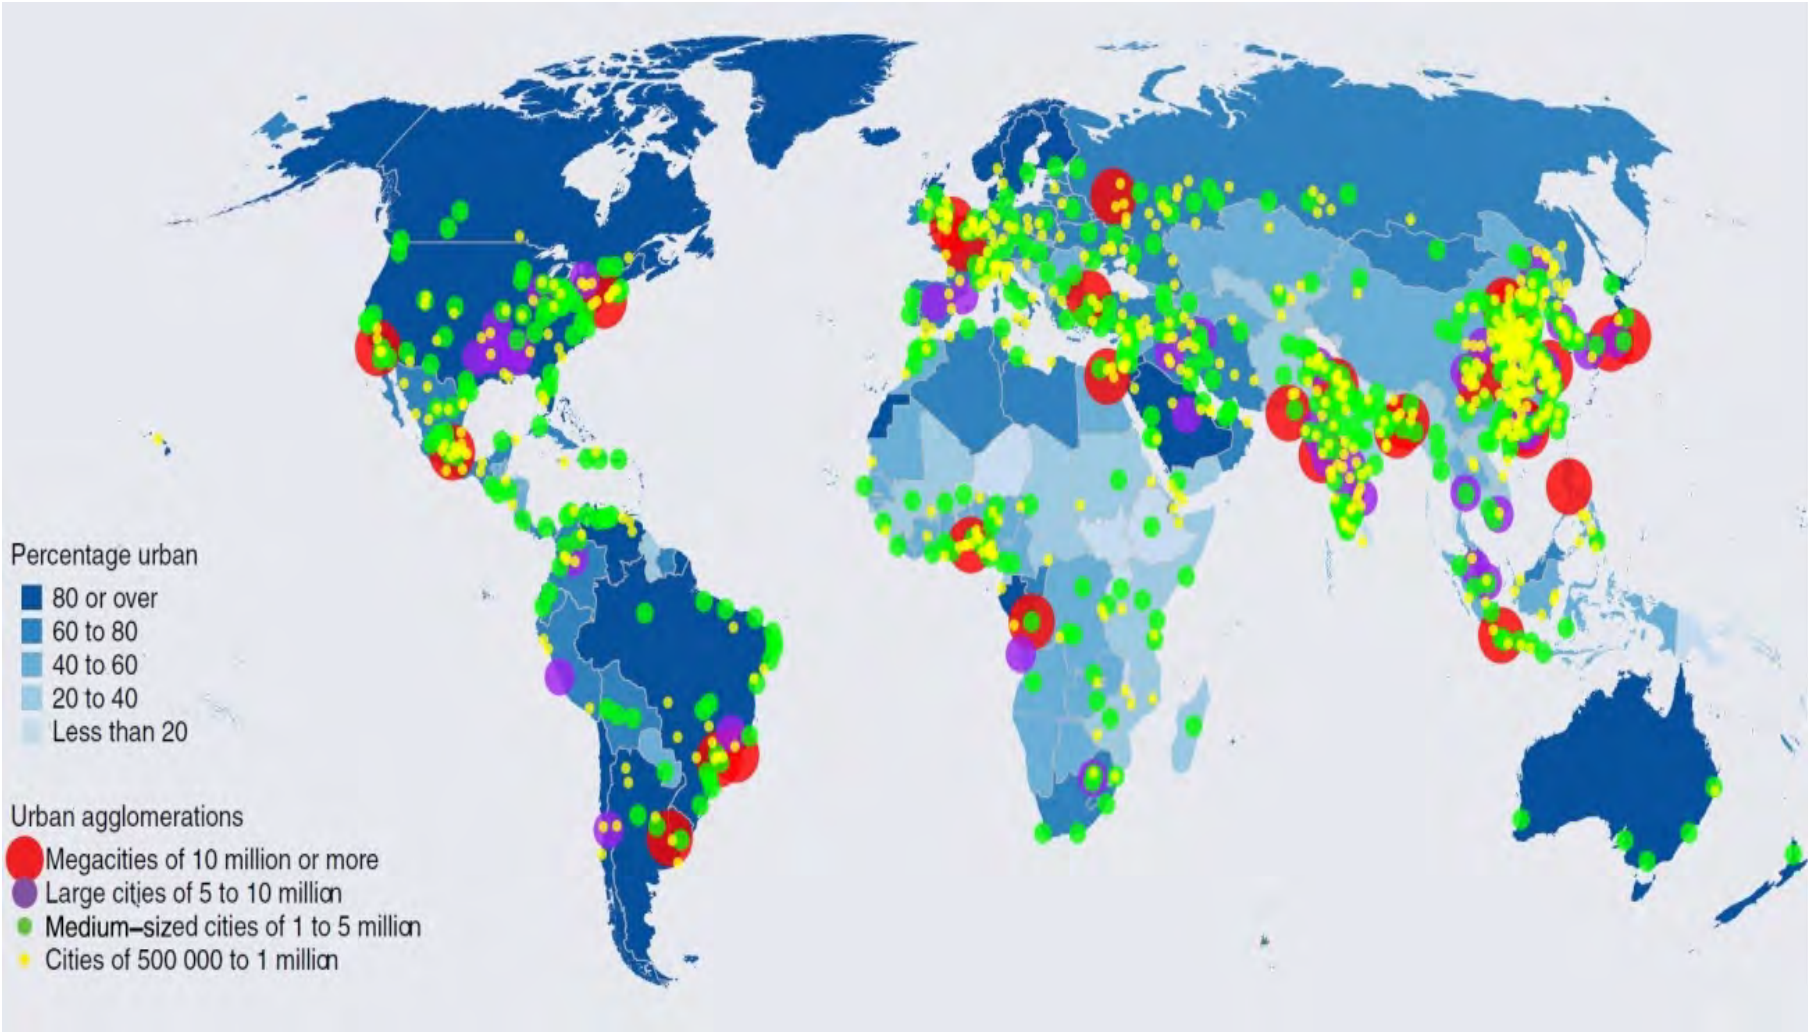 Percentage urban
80 or over
60 to 80
40 to 60
20 to 40
Less than 20
Urban agglomerations
Megacities of 10 million or more
Large cities of 5 to 10 million
Medium–sized cities of 1 to 5 million
Cities of 500 000 to 1 million